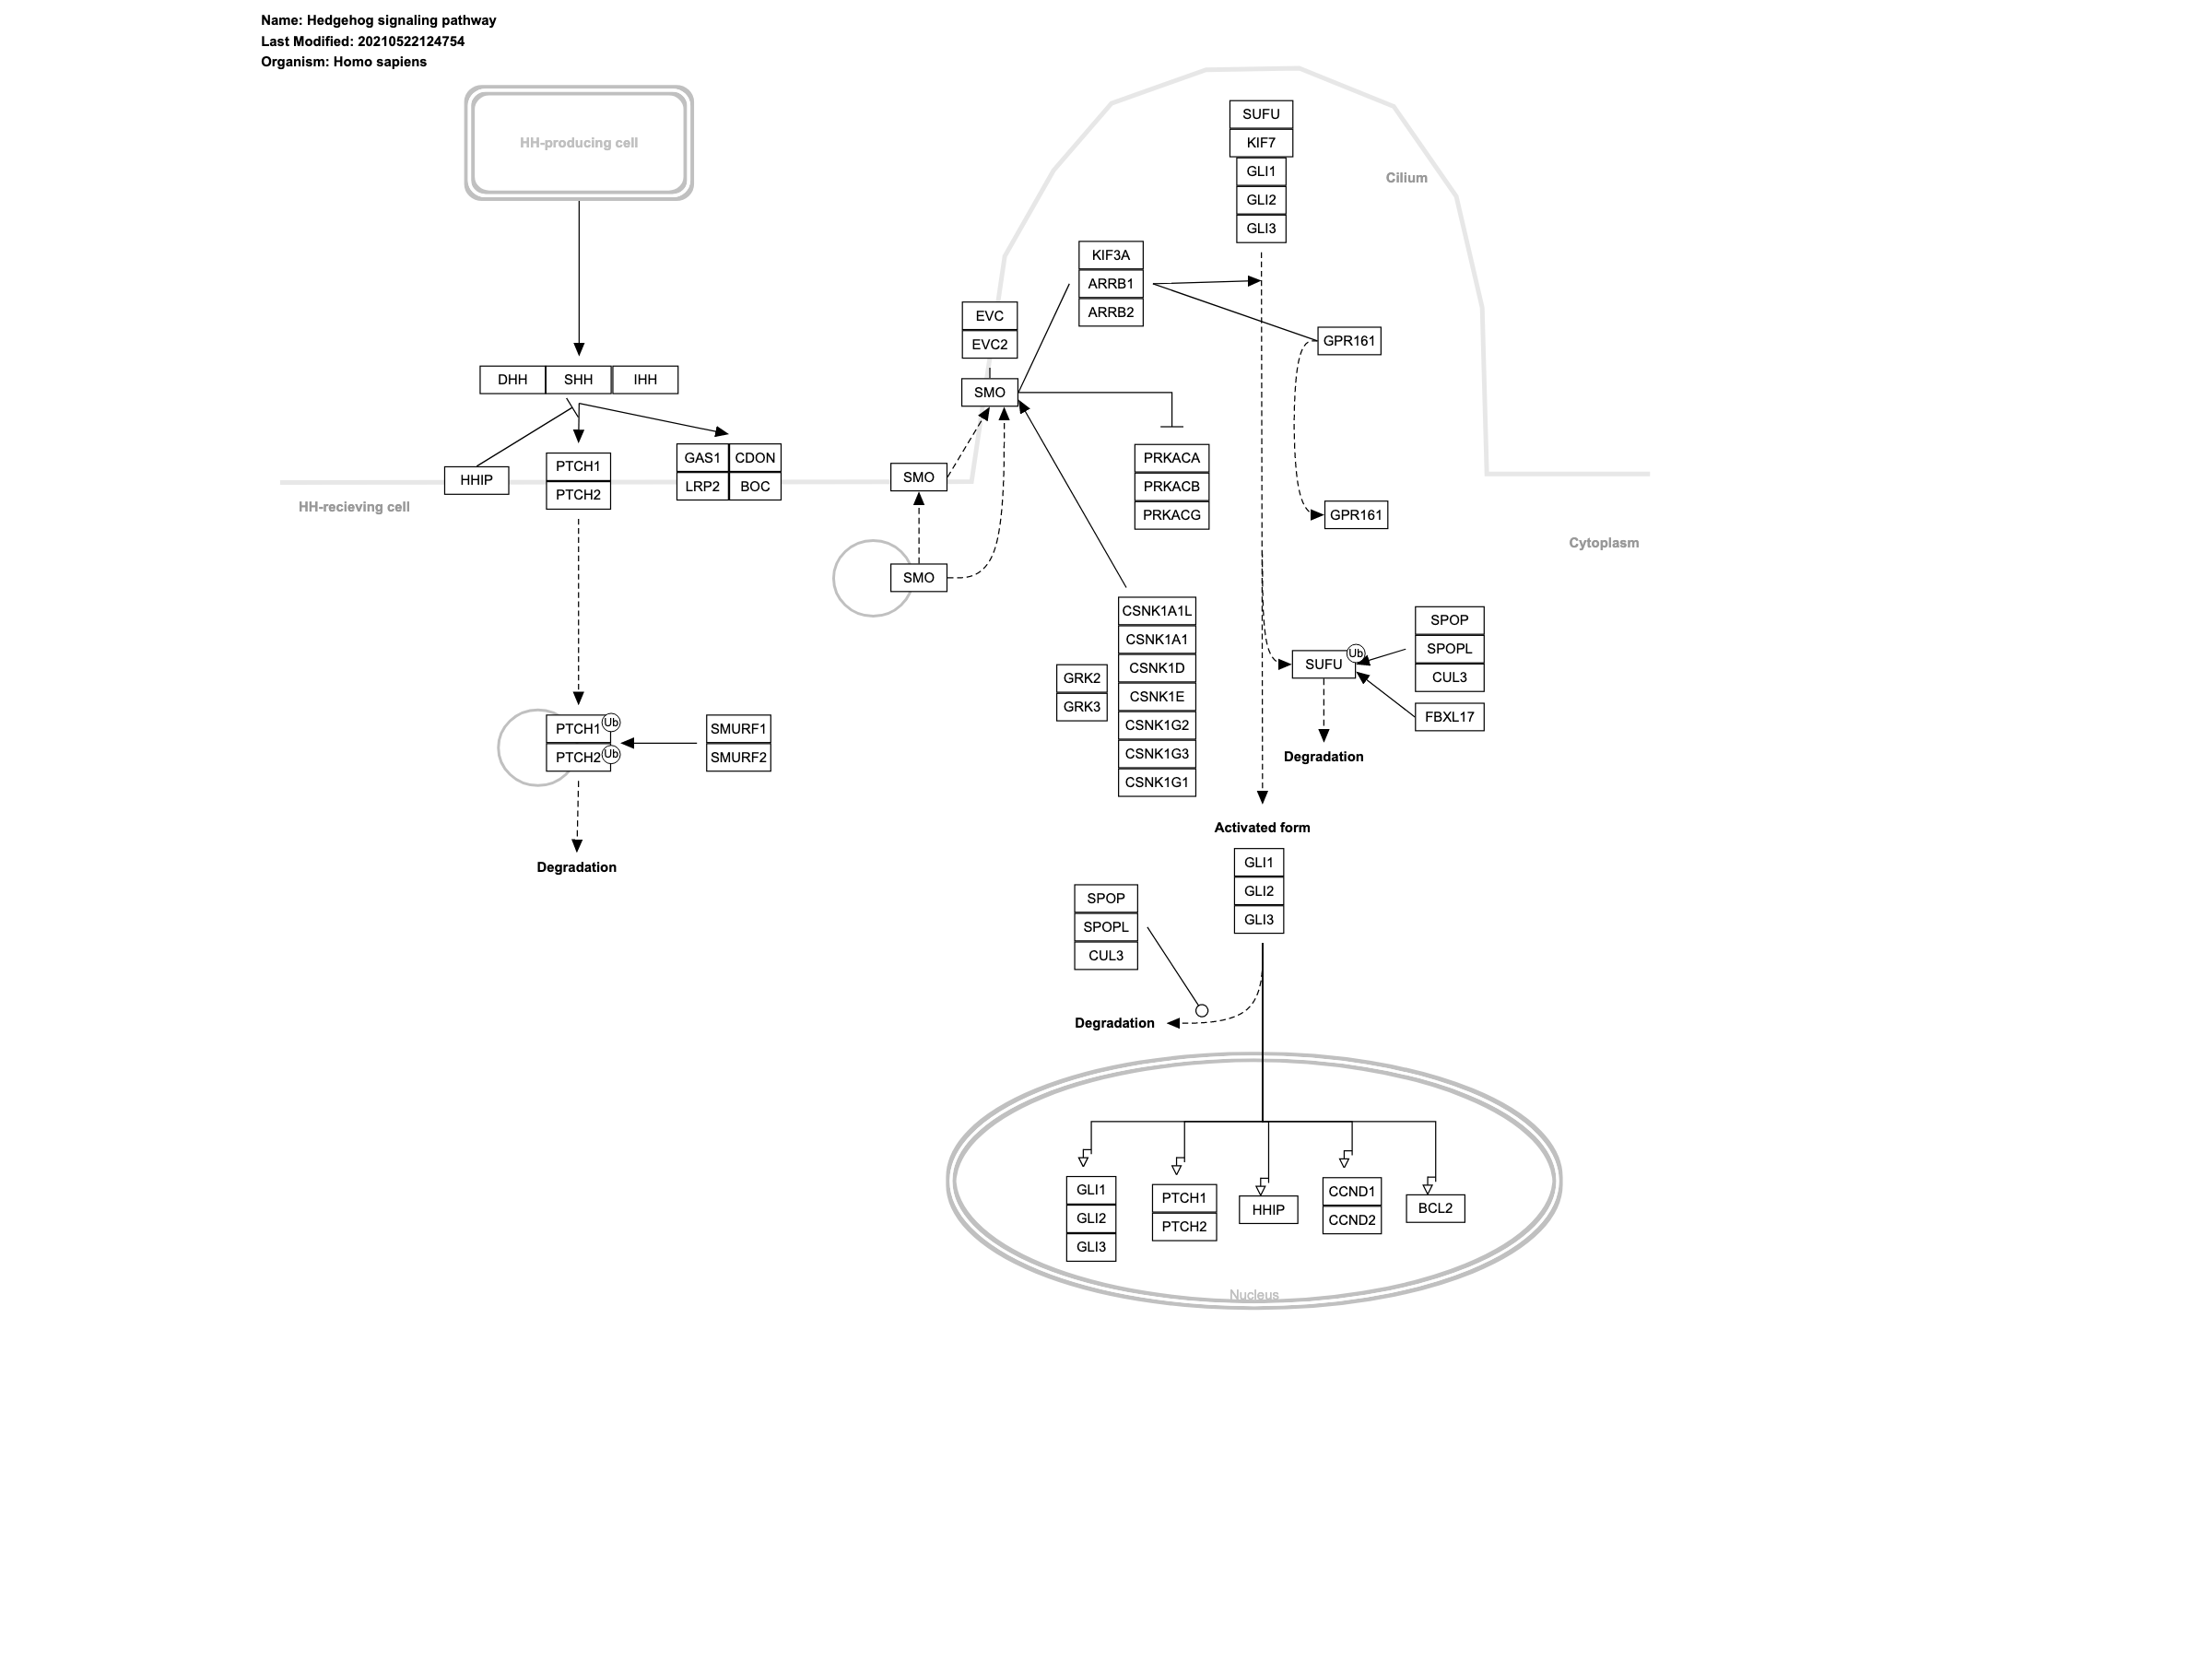 Name: Hedgehog signaling pathway
Last Modified: 20210522124754
Organism: Homo sapiens
HH-producing cell
DHH SHH IHH
HHIP
PTCH1
PTCH2
GAS1 CDON
LRP2 BOC
HH-recieving cell
PTCH1 Ub
PTCH2 Ub
SMURF1
SMURF2
Degradation
SUFU
KIF7
GLI1
GLI2
GLI3
Cilium
KIF3A
ARRB1
ARRB2
EVC
EVC2
SMO
GPR161
SMO
SMO
PRKACA
PRKACB
PRKACG
GPR161
Cytoplasm
GRK2
GRK3
CSNK1A1L
CSNK1A1
CSNK1D
CSNK1E
CSNK1G2
CSNK1G3
CSNK1G1
SUFU Ub
SPOP
SPOPL
CUL3
FBXL17
Degradation
Activated form
GLI1
GLI2
GLI3
SPOP
SPOPL
CUL3
Degradation
GLI1
GLI2
GLI3
PTCH1
PTCH2
HHIP
CCND1
CCND2
BCL2
Nucleus